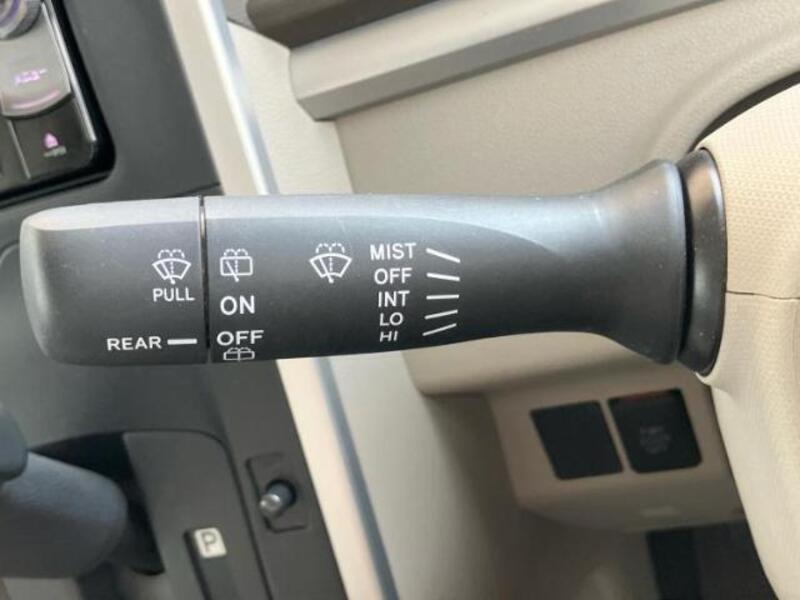 PULL
REAR
ON
OFF
MIST
OFF
INT
LO
HI
P